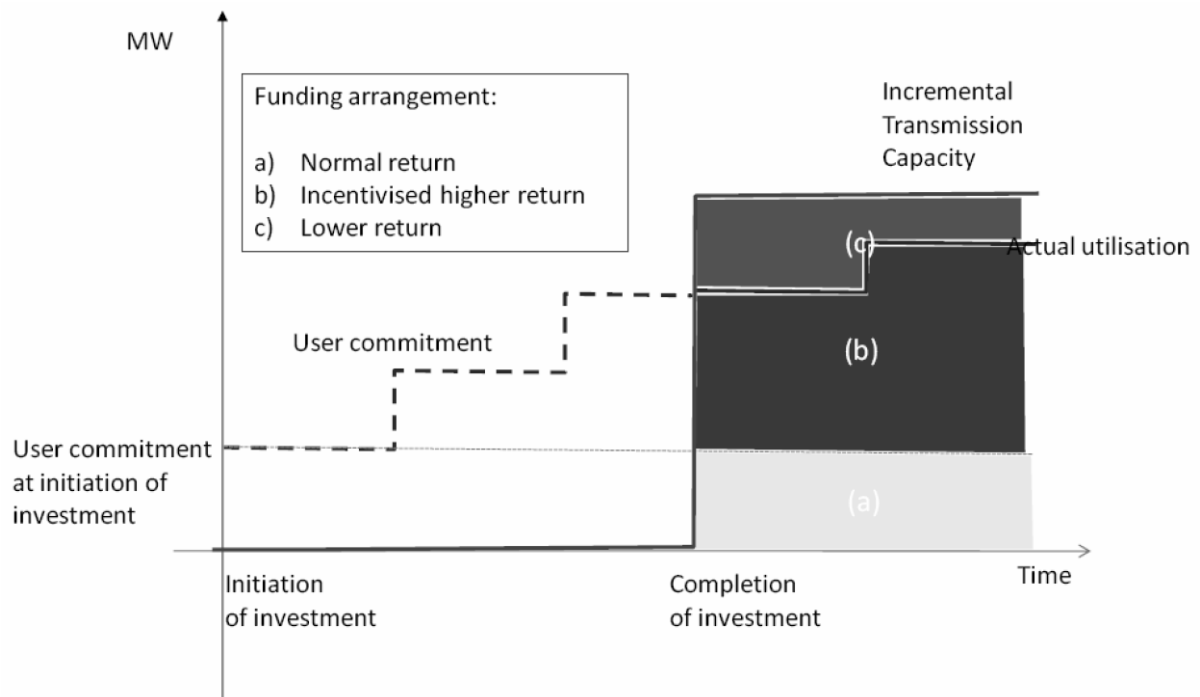 MW
Funding arrangement:
a) Normal return
b) Incentivised higher return
c) Lower return
Incremental
Transmission
Capacity
(c)
Actual utilisation
User commitment
(b)
User commitment
at initiation of
investment
(a)
Initiation
of investment
Completion
of investment
Time